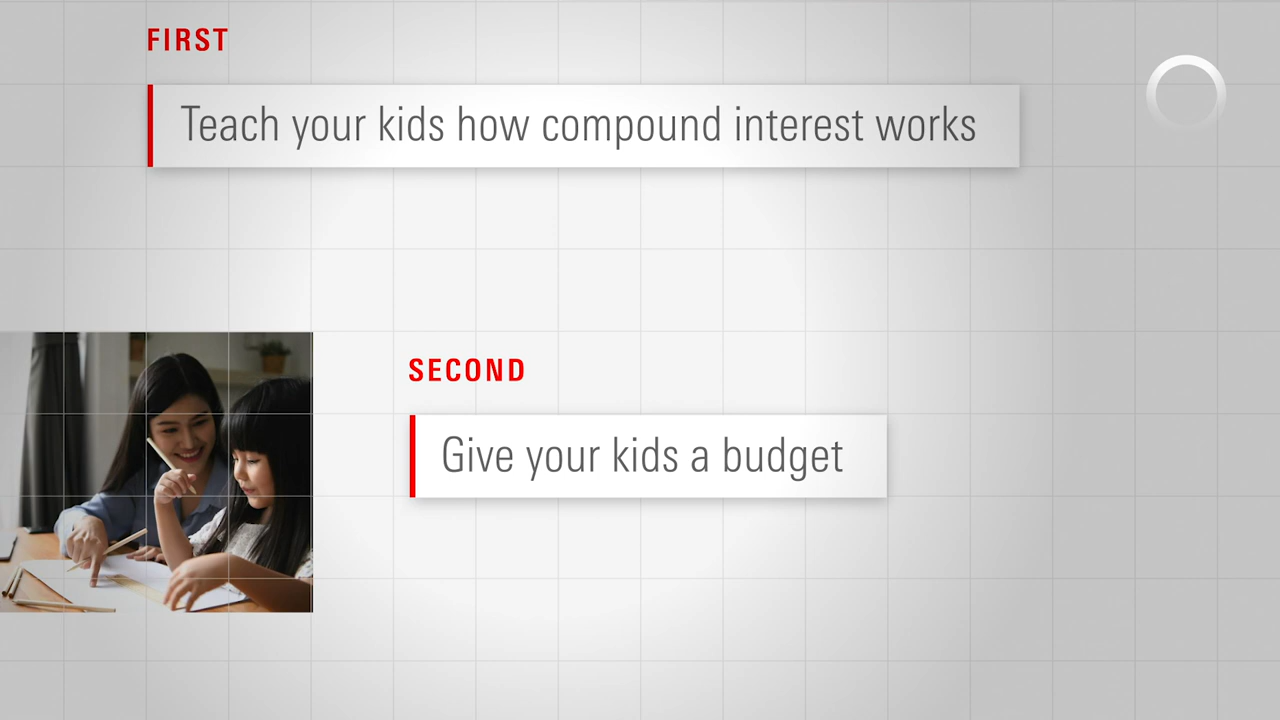 FIRST
Teach your kids how compound interest works
SECOND
Give your kids a budget